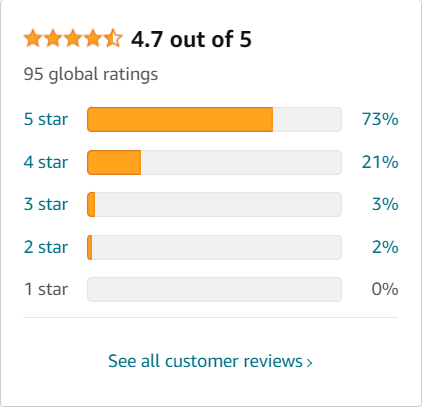 4.7 out of 5
95 global ratings
5 star 73%
4 star 21%
3 star 3%
2 star 2%
1 star 0%
See all customer reviews ›